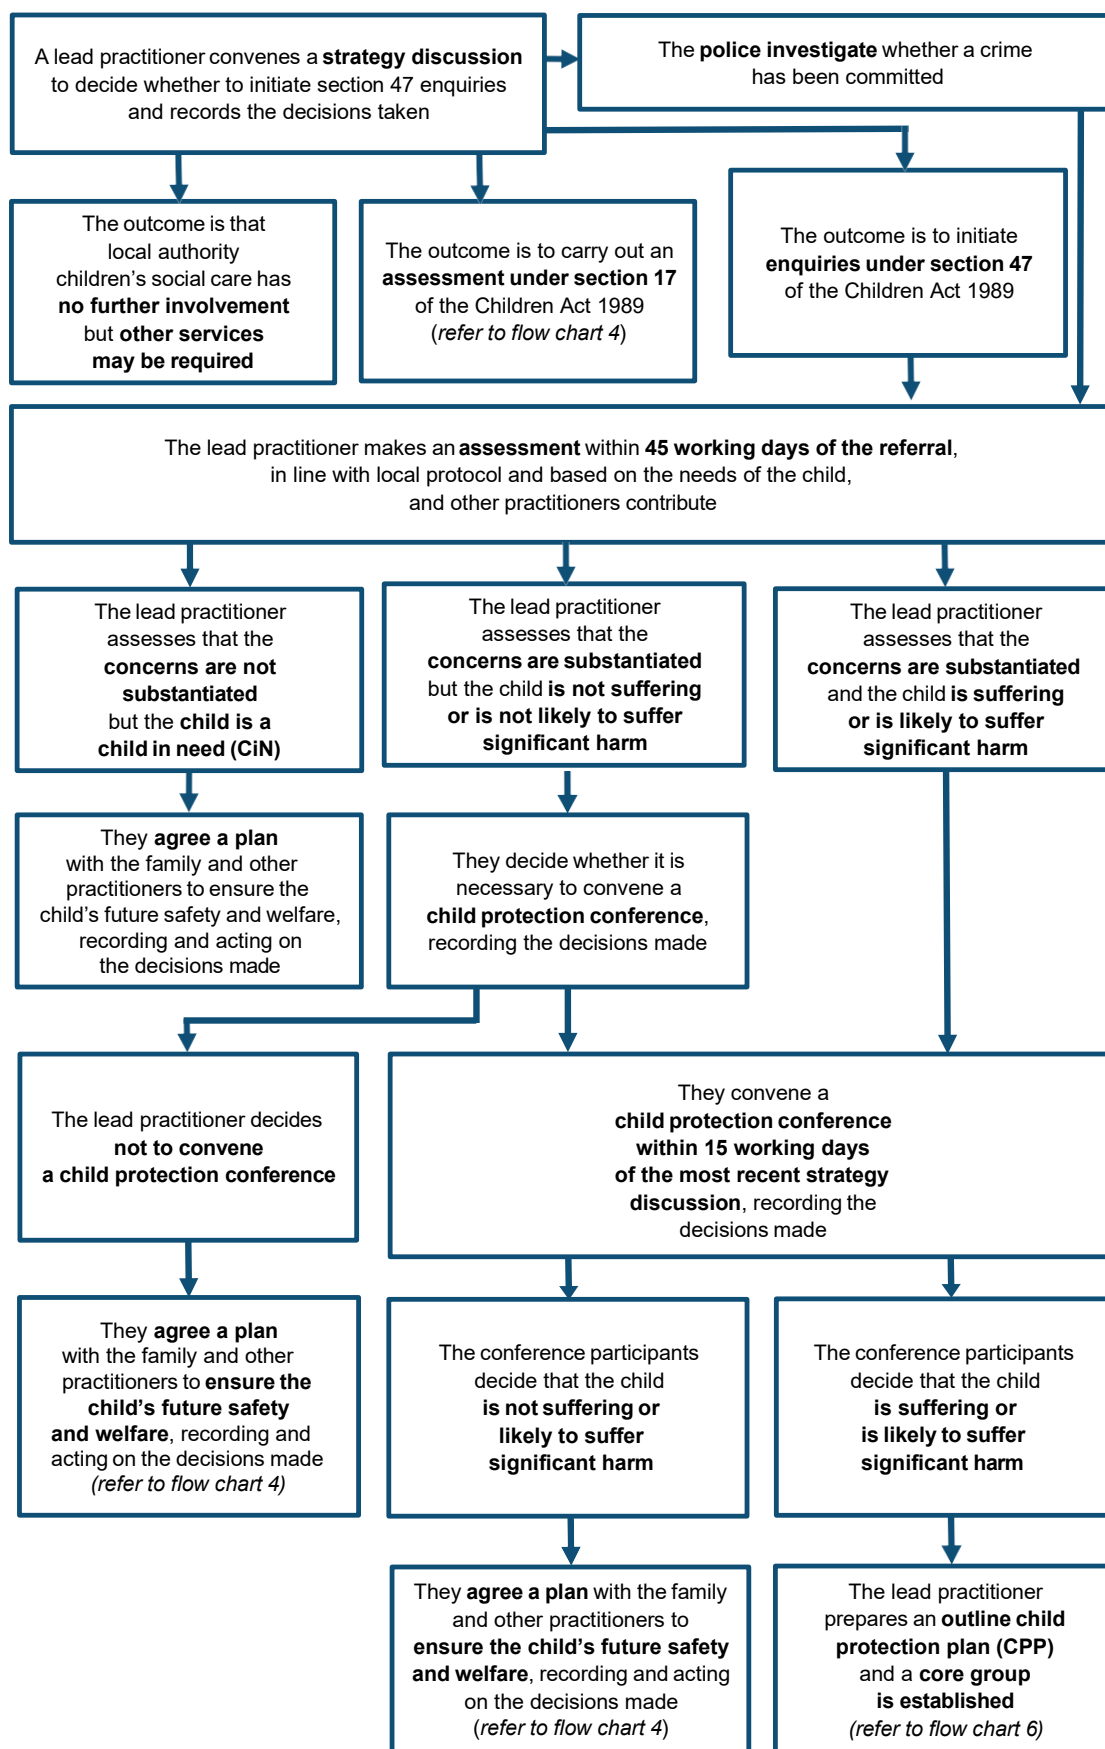 A lead practitioner convenes a strategy discussion
to decide whether to initiate section 47 enquiries
and records the decisions taken
The police investigate whether a crime
has been committed
The outcome is that
local authority
children's social care has
no further involvement
but other services
may be required
The outcome is to carry out an
assessment under section 17
of the Children Act 1989
(refer to flow chart 4)
The outcome is to initiate
enquiries under section 47
of the Children Act 1989
The lead practitioner makes an assessment within 45 working days of the referral,
in line with local protocol and based on the needs of the child,
and other practitioners contribute
The lead practitioner
assesses that the
concerns are not
substantiated
but the child is a
child in need (CiN)
The lead practitioner
assesses that the
concerns are substantiated
but the child is not suffering
or is not likely to suffer
significant harm
The lead practitioner
assesses that the
concerns are substantiated
and the child is suffering
or is likely to suffer
significant harm
They agree a plan
with the family and other
practitioners to ensure the
child's future safety and welfare,
recording and acting on
the decisions made
They decide whether it is
necessary to convene a
child protection conference,
recording the decisions made
The lead practitioner decides
not to convene
a child protection conference
They convene a
child protection conference
within 15 working days
of the most recent strategy
discussion, recording the
decisions made
They agree a plan
with the family and other
practitioners to ensure the
child's future safety
and welfare, recording and
acting on the decisions made
(refer to flow chart 4)
The conference participants
decide that the child
is not suffering or
likely to suffer
significant harm
The conference participants
decide that the child
is suffering or
is likely to suffer
significant harm
They agree a plan with the family
and other practitioners to
ensure the child's future safety
and welfare, recording and acting
on the decisions made
(refer to flow chart 4)
The lead practitioner
prepares an outline child
protection plan (CPP)
and a core group
is established
(refer to flow chart 6)